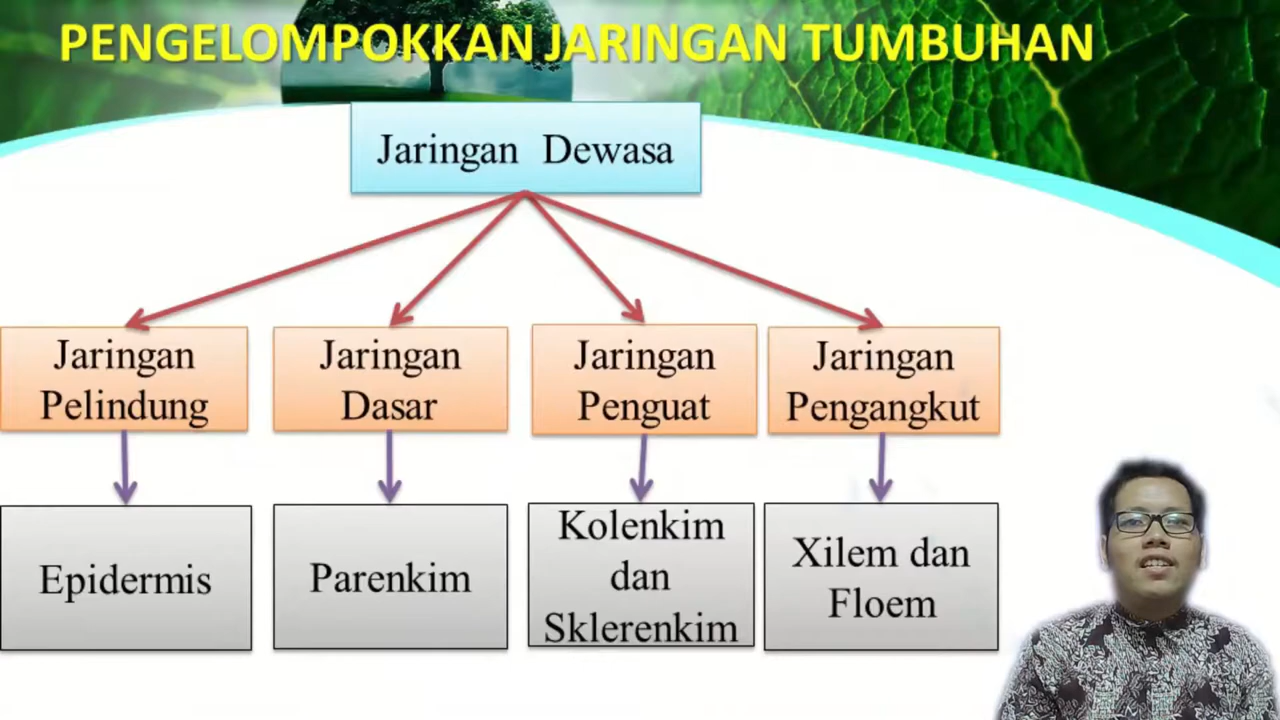 PENGELOMPOKKAN JARINGAN TUMBUHAN
Jaringan Dewasa
Jaringan
Pelindung
Jaringan
Dasar
Jaringan
Penguat
Jaringan
Pengangkut
Epidermis
Parenkim
Kolenkim
dan
Sklerenkim
Xilem dan
Floem